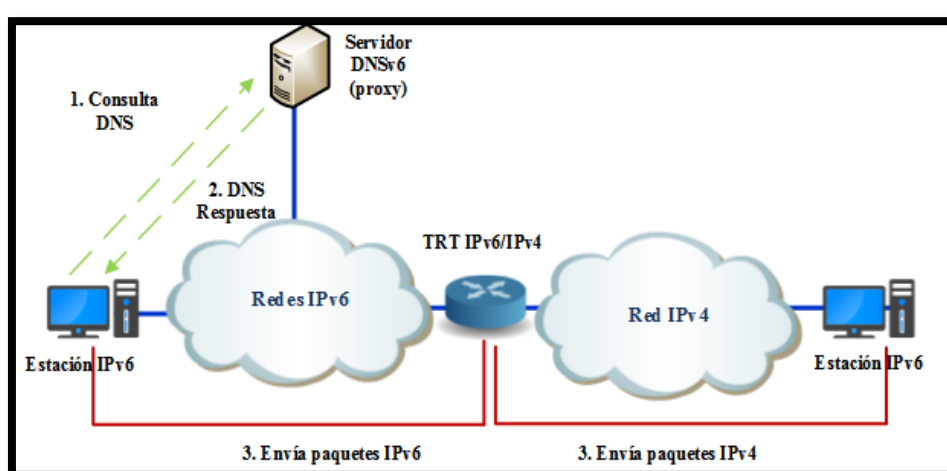 Servidor
DNSv6
(proxy)
1. Consulta
DNS
2. DNS
Respuesta
TRT IPv6/IPv4
Redes IPv6
Red IPv4
Estación IPv6
Estación IPv6
3. Envía paquetes IPv6
3. Envía paquetes IPv4